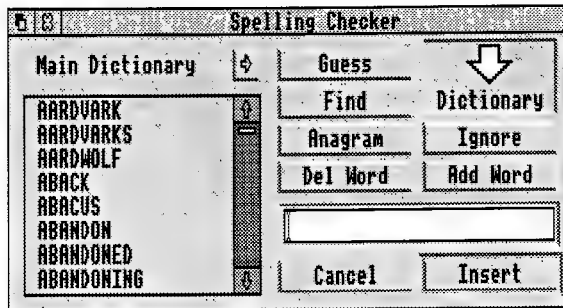 Spelling Checker
Main Dictionary
Guess
Find
Dictionary
Anagram
Ignore
Del Word
Add Word
AARDVARK
AARDVARKS
AARDWOLF
ABACK
ABACUS
ABANDON
ABANDONED
ABANDONING
Cancel
Insert